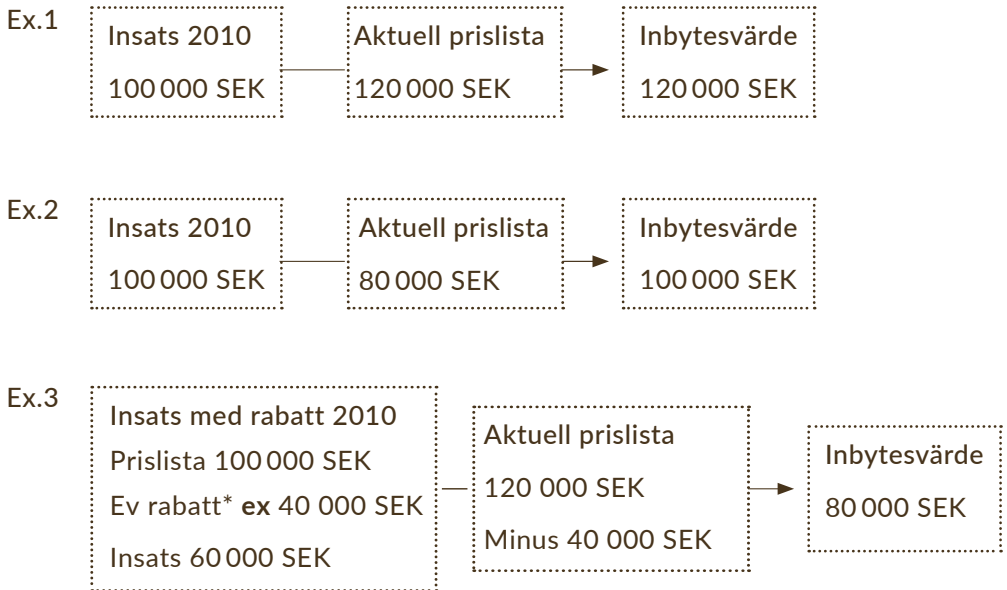 Ex.1
Insats 2010
100 000 SEK
Aktuell prislista
120 000 SEK
Inbytesvärde
120 000 SEK
Ex.2
Insats 2010
100 000 SEK
Aktuell prislista
80 000 SEK
Inbytesvärde
100 000 SEK
Ex.3
Insats med rabatt 2010
Prislista 100 000 SEK
Ev rabatt* ex 40 000 SEK
Insats 60 000 SEK
Aktuell prislista
120 000 SEK
Minus 40 000 SEK
Inbytesvärde
80 000 SEK